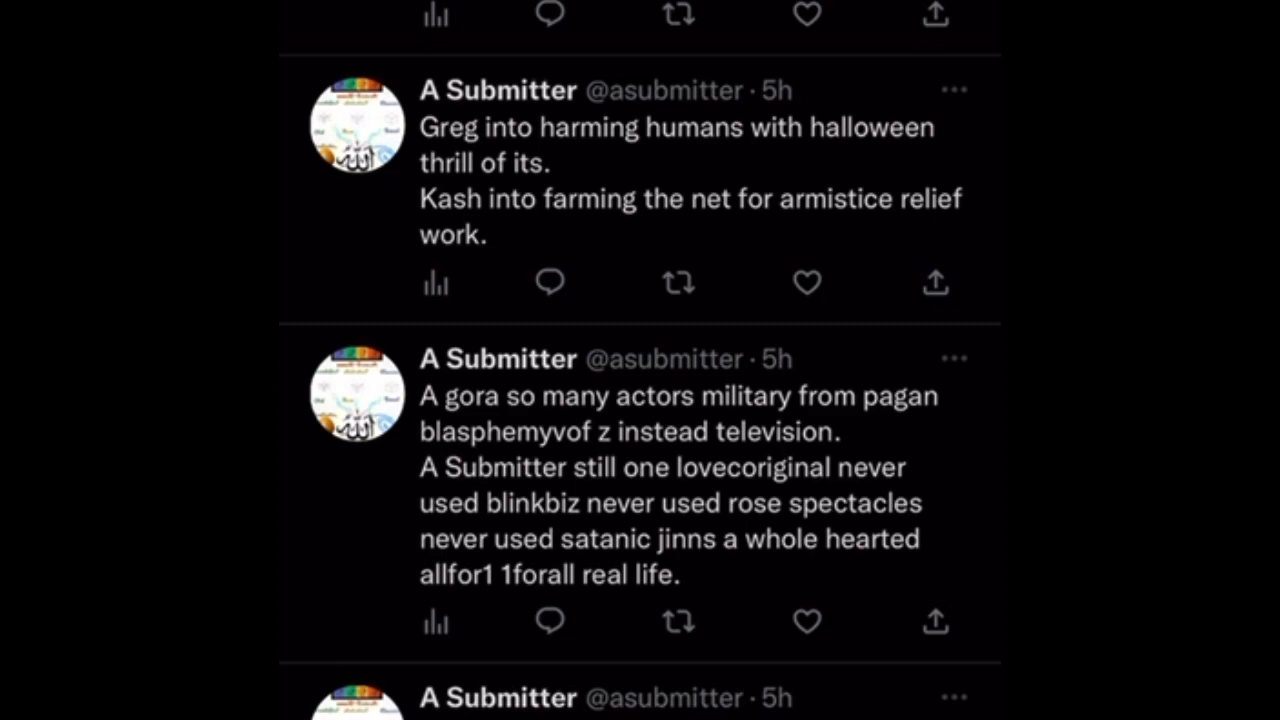 A Submitter @asubmitter · 5h
Greg into harming humans with halloween
thrill of its.
Kash into farming the net for armistice relief
work.
A Submitter @asubmitter · 5h
A gora so many actors military from pagan
blasphemyvof z instead television.
A Submitter still one lovecoriginal never
used blinkbiz never used rose spectacles
never used satanic jinns a whole hearted
allfor1 1forall real life.
A Submitter @asubmitter · 5h
الله
الله